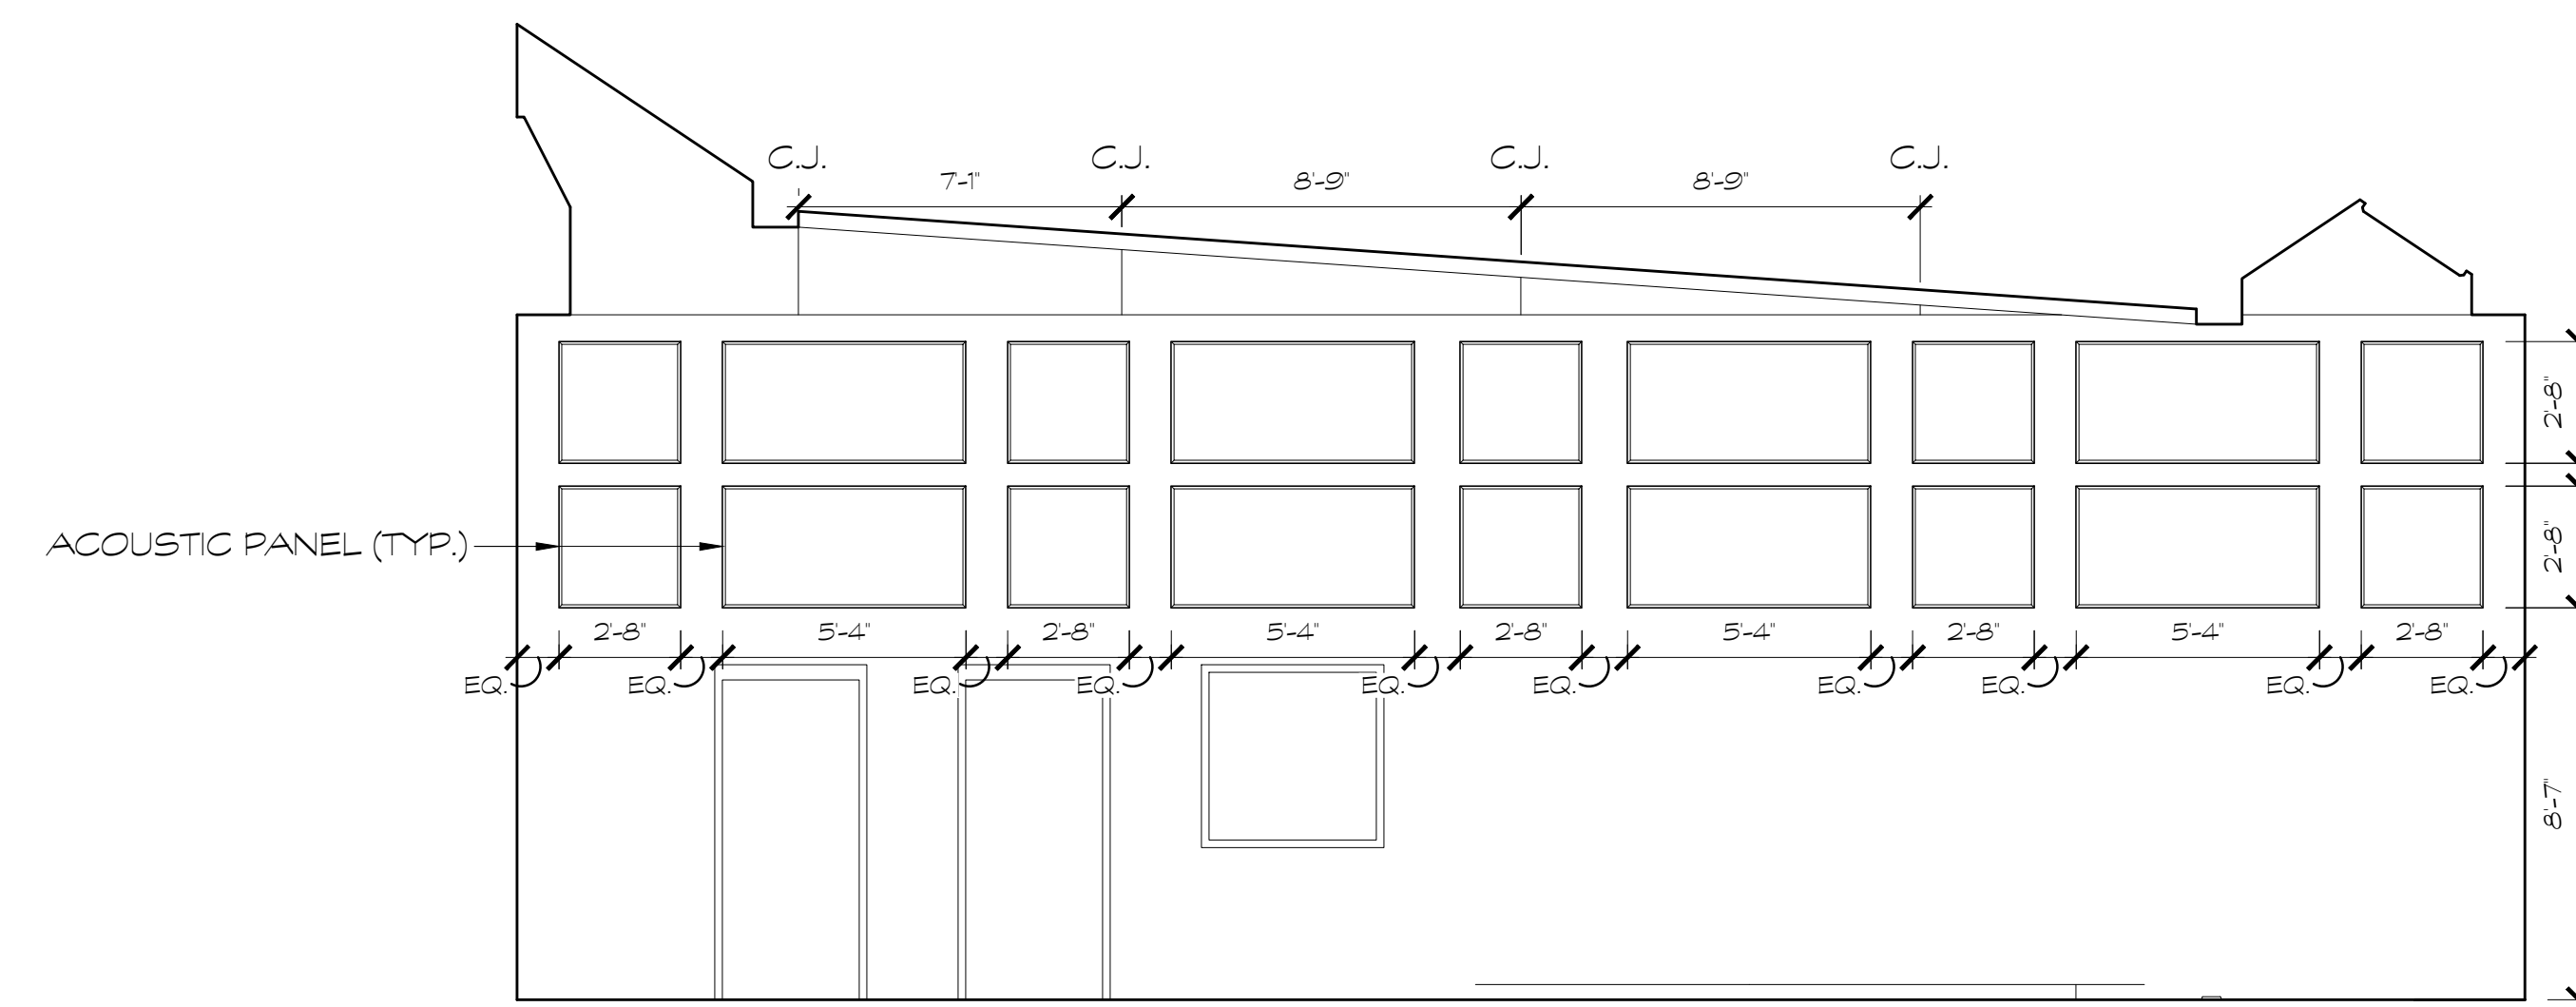 C.J. C.J. C.J. C.J.
7'-1" 8'-9" 8'-9"
2'-8"
ACOUSTIC PANEL (TYP.)
2'-8"
2'-8" 5'-4" 2'-8" 5'-4" 2'-8" 5'-4" 2'-8" 5'-4" 2'-8"
EQ. EQ. EQ. EQ. EQ. EQ. EQ. EQ. EQ. EQ.
8'-7"